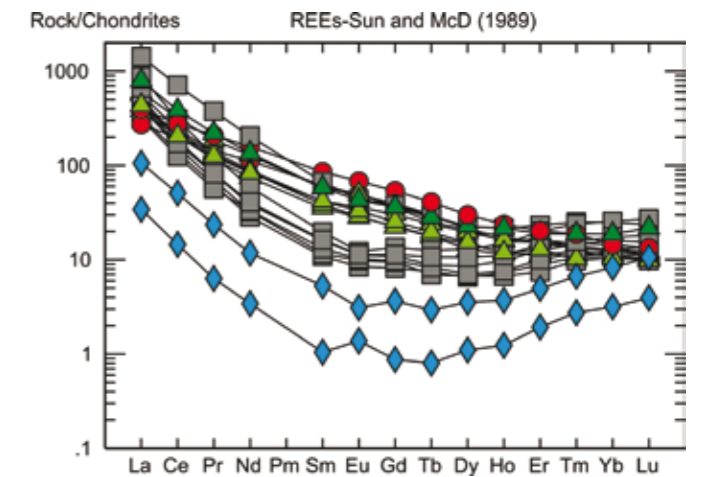 Rock/Chondrites REEs-Sun and McD (1989)
1000
100
10
1
.1
La Ce Pr Nd Pm Sm Eu Gd Tb Dy Ho Er Tm Yb Lu